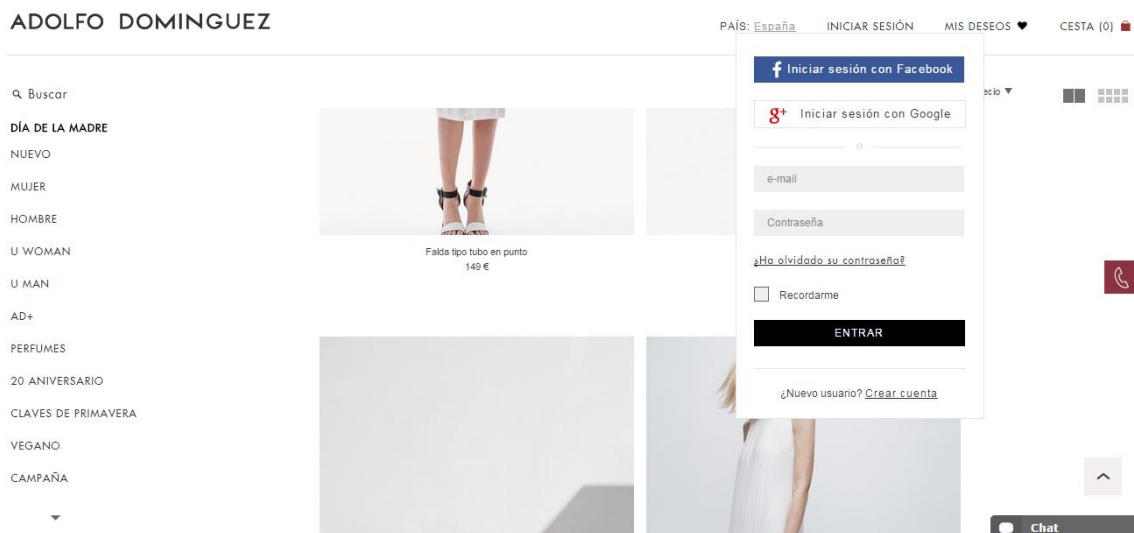 ADOLFO DOMINGUEZ
PAÍS: España INICIAR SESIÓN MIS DESEOS CESTA (0)
Iniciar sesión con Facebook
Iniciar sesión con Google
o
e-mail
Contraseña
¿Ha olvidado su contraseña?
Recordarme
ENTRAR
¿Nuevo usuario? Crear cuenta
Buscar
DÍA DE LA MADRE
NUEVO
MUJER
HOMBRE
U WOMAN
U MAN
AD+
PERFUMES
20 ANIVERSARIO
CLAVES DE PRIMAVERA
VEGANO
CAMPAÑA
Falda tipo tubo en punto
149 €
Chat